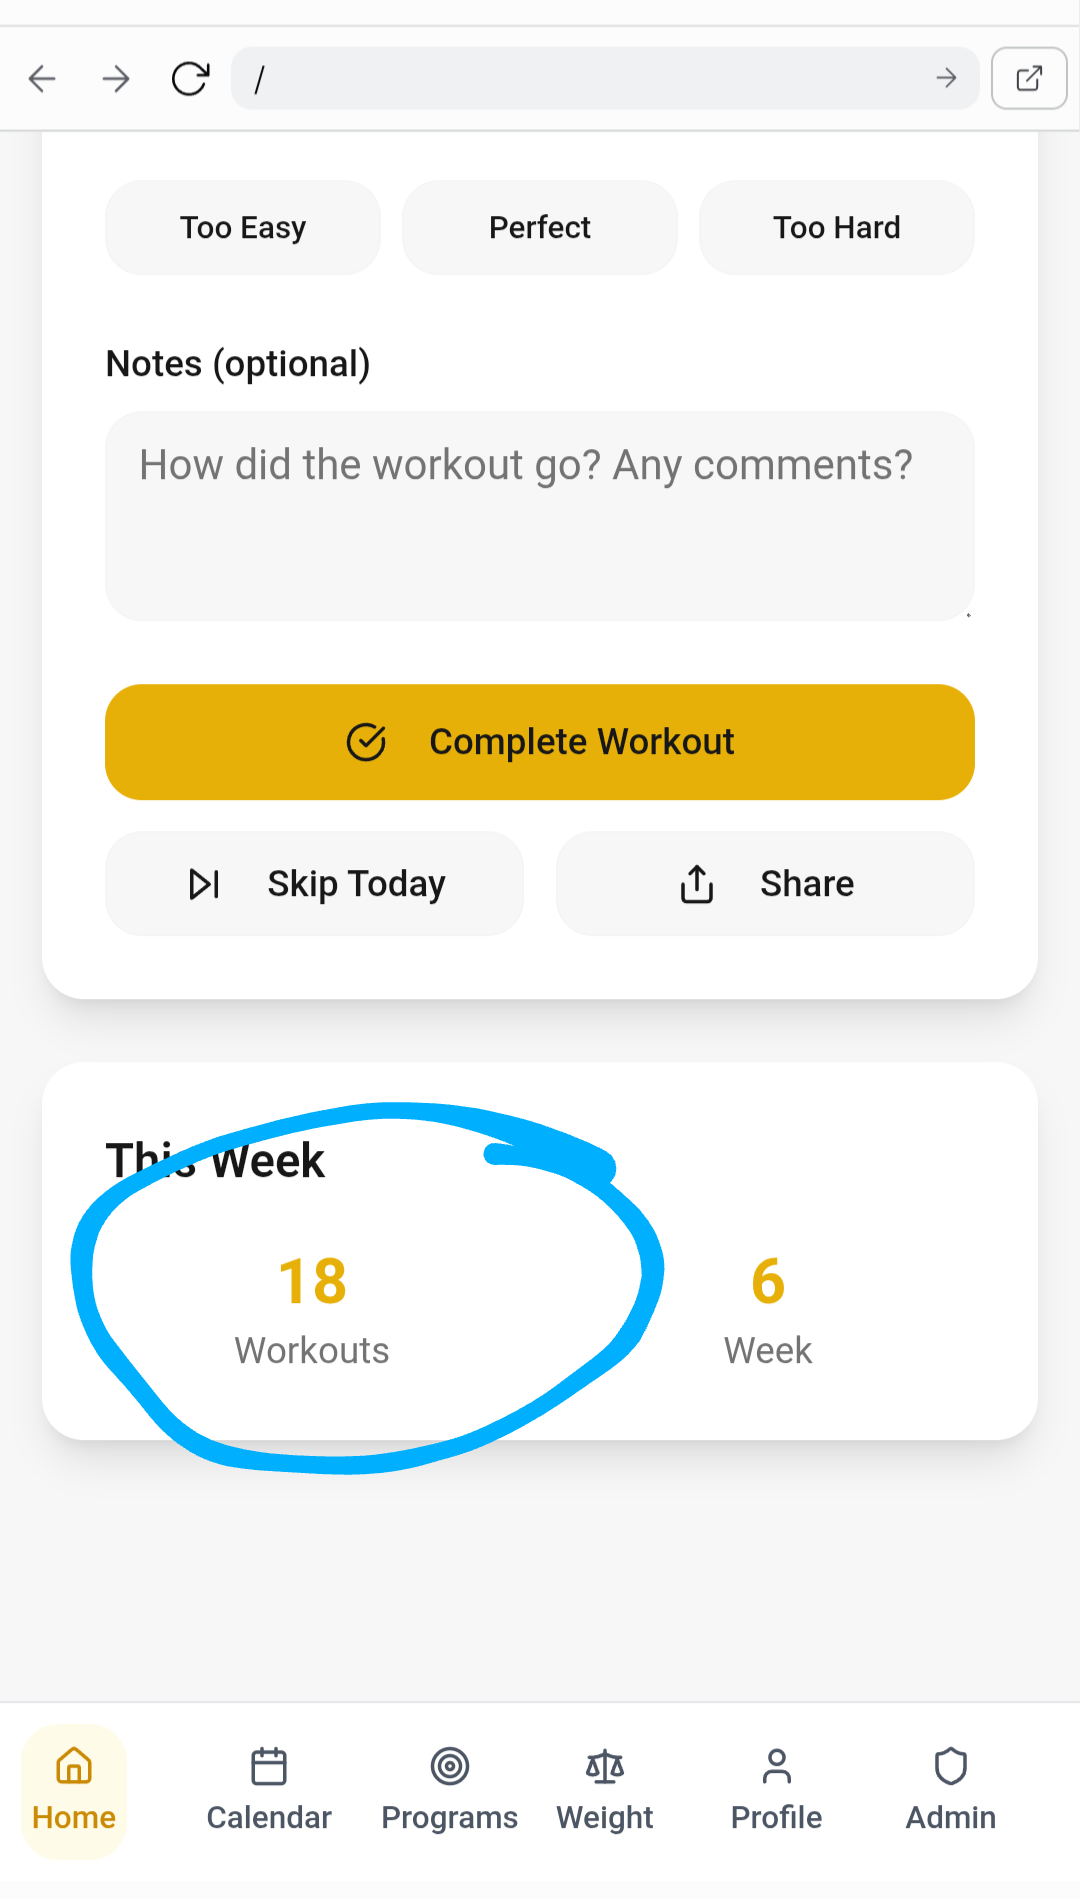 /
Too Easy Perfect Too Hard
Notes (optional)
How did the workout go? Any comments?
Complete Workout
Skip Today Share
This Week
18 6
Workouts Week
Home Calendar Programs Weight Profile Admin